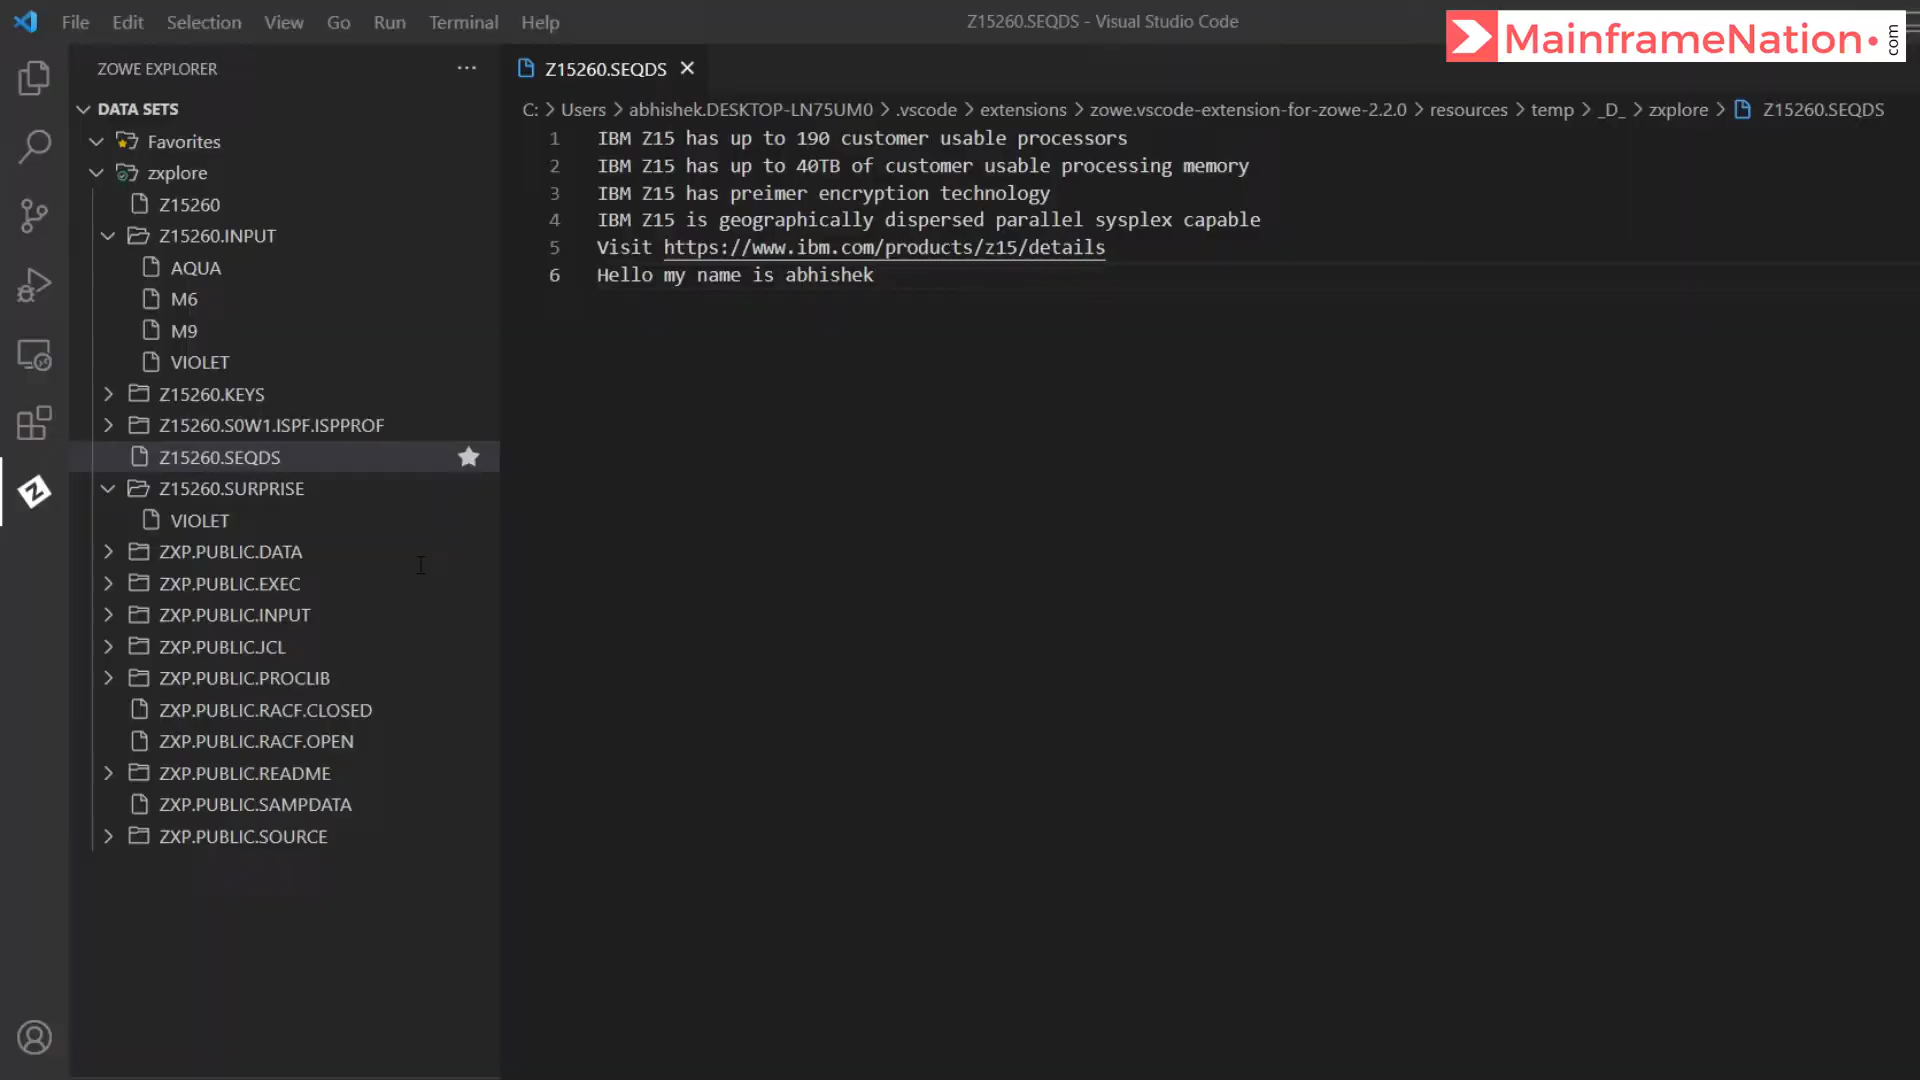 File Edit Selection View Go Run Terminal Help
Z15260.SEQDS - Visual Studio Code
MainframeNation.com
ZOWE EXPLORER
Z15260.SEQDS
C: > Users > abhishek.DESKTOP-LN75UM0 > .vscode > extensions > zowe.vscode-extension-for-zowe-2.2.0 > resources > temp > _D_ > zxplore > Z15260.SEQDS
DATA SETS
Favorites
zxplore
Z15260
Z15260.INPUT
AQUA
M6
M9
VIOLET
Z15260.KEYS
Z15260.S0W1.ISPF.ISPPROF
Z15260.SEQDS
Z15260.SURPRISE
VIOLET
ZXP.PUBLIC.DATA
ZXP.PUBLIC.EXEC
ZXP.PUBLIC.INPUT
ZXP.PUBLIC.JCL
ZXP.PUBLIC.PROCLIB
ZXP.PUBLIC.RACF.CLOSED
ZXP.PUBLIC.RACF.OPEN
ZXP.PUBLIC.README
ZXP.PUBLIC.SAMPDATA
ZXP.PUBLIC.SOURCE
1 IBM Z15 has up to 190 customer usable processors
2 IBM Z15 has up to 40TB of customer usable processing memory
3 IBM Z15 has preimer encryption technology
4 IBM Z15 is geographically dispersed parallel sysplex capable
5 Visit https://www.ibm.com/products/z15/details
6 Hello my name is abhishek